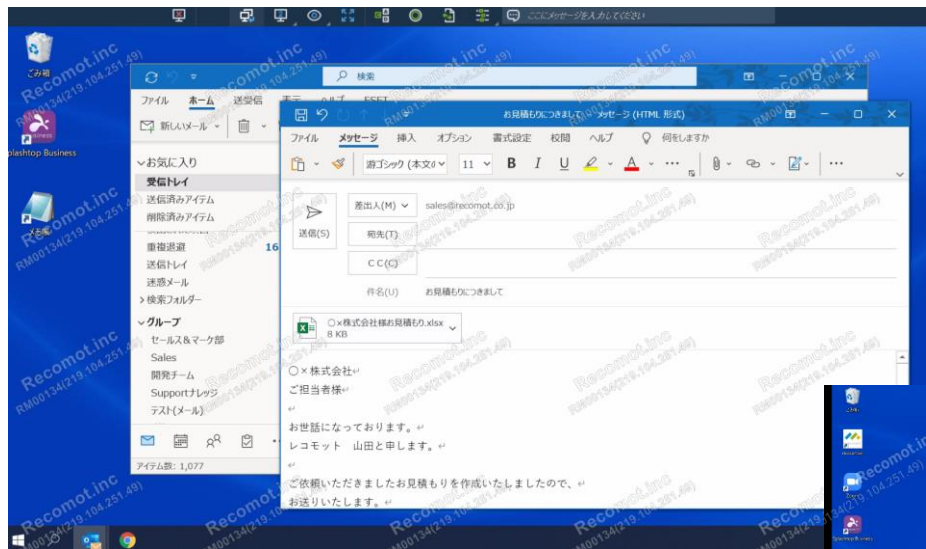 ここにメッセージを入力してください
ごみ箱
plashtop Business
検索
ファイル ホーム 送受信 表示 ヘルプ ESET
新しいメール
お気に入り
受信トレイ
送信済みアイテム
削除済みアイテム
重複退避 16
送信トレイ
迷惑メール
検索フォルダー
グループ
セールス&マーケ部
Sales
開発チーム
Supportナレッジ
テスト(メール)
アイテム数: 1,077
お見積もりにつきまして - メッセージ (HTML 形式)
ファイル メッセージ 挿入 オプション 書式設定 校閲 ヘルプ 何をしますか
游ゴシック (本文の 11 B I U A
送信(S)
差出人(M) sales@recomot.co.jp
宛先(T)
CC(C)
件名(U) お見積もりにつきまして
○×株式会社様お見積もり.xlsx
8 KB
○×株式会社
ご担当者様
お世話になっております。
レコモット 山田と申します。
ご依頼いただきましたお見積もりを作成いたしましたので、
お送りいたします。
Recomot.inc
RM00134(219.104.251.49)